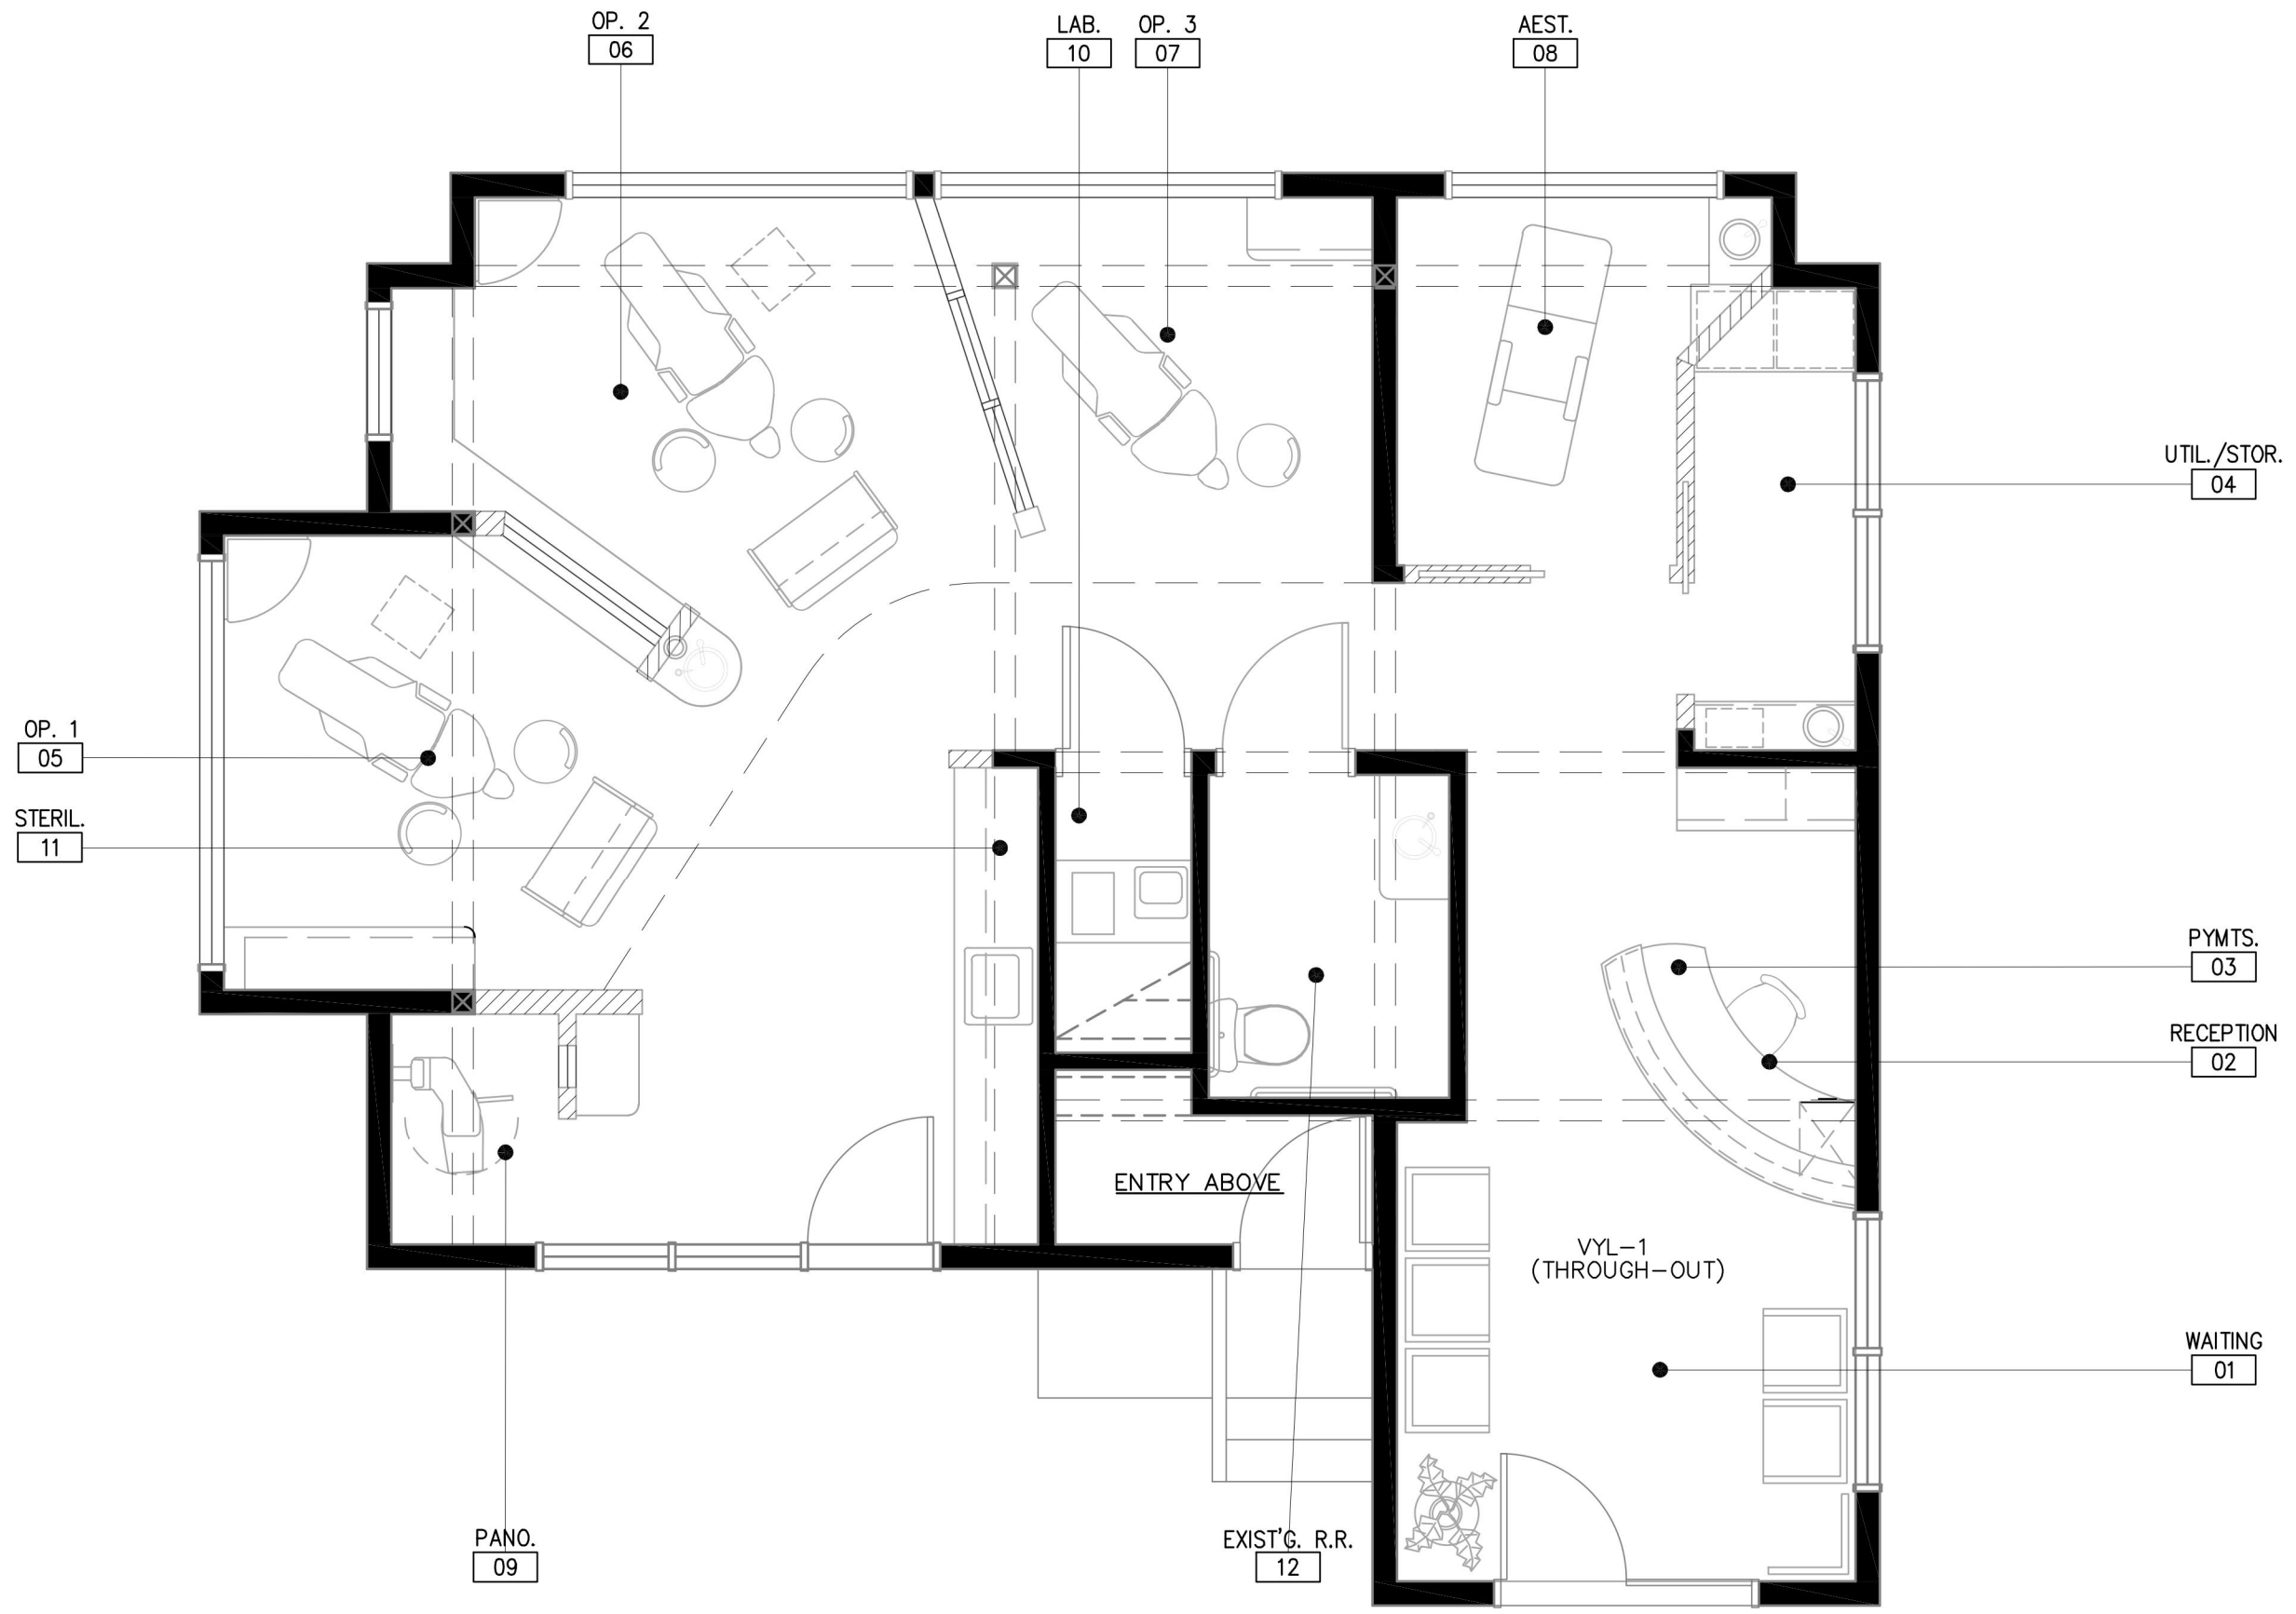 OP. 2
06
LAB.
10
OP. 3
07
AEST.
08
UTIL./STOR.
04
OP. 1
05
STERIL.
11
PYMTS.
03
RECEPTION
02
ENTRY ABOVE
VYL-1
(THROUGH-OUT)
WAITING
01
PANO.
09
EXIST'G. R.R.
12